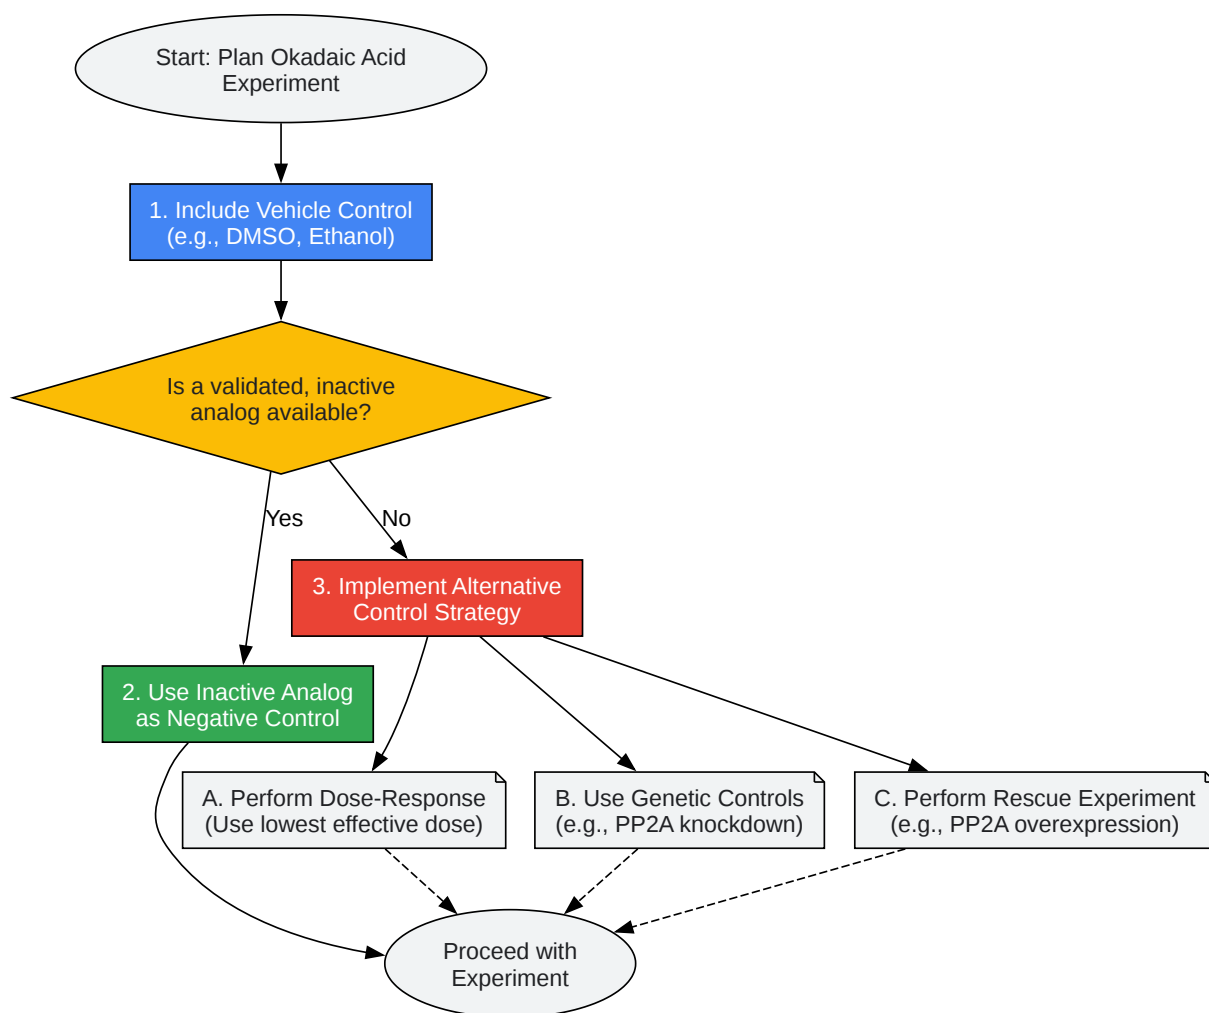 Start: Plan Okadaic Acid
Experiment
1. Include Vehicle Control
(e.g., DMSO, Ethanol)
Is a validated, inactive
analog available?
Yes
No
3. Implement Alternative
Control Strategy
2. Use Inactive Analog
as Negative Control
A. Perform Dose-Response
(Use lowest effective dose)
B. Use Genetic Controls
(e.g., PP2A knockdown)
C. Perform Rescue Experiment
(e.g., PP2A overexpression)
Proceed with
Experiment